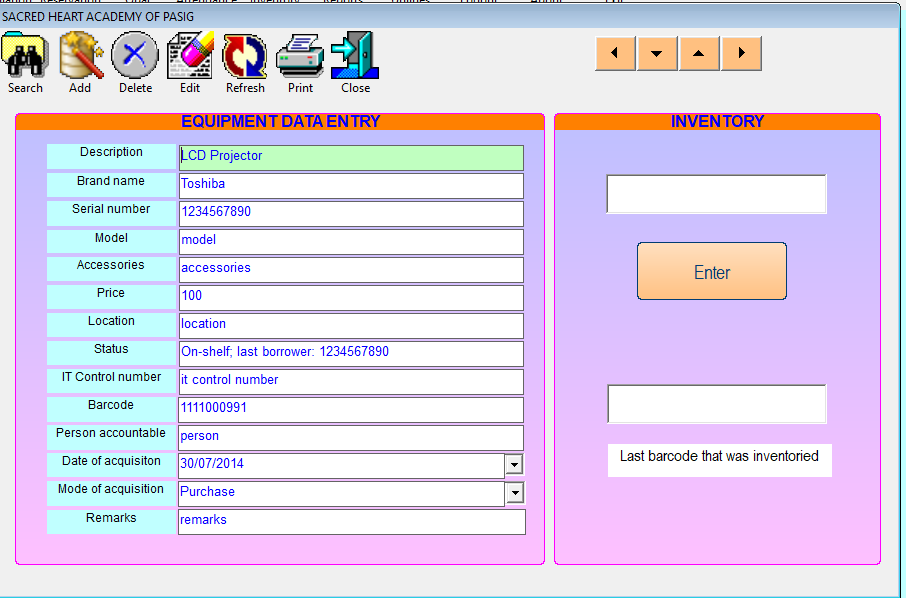 SACRED HEART ACADEMY OF PASIG
Search Add Delete Edit Refresh Print Close
EQUIPMENT DATA ENTRY
Description LCD Projector
Brand name Toshiba
Serial number 1234567890
Model model
Accessories accessories
Price 100
Location location
Status On-shelf; last borrower: 1234567890
IT Control number it control number
Barcode 1111000991
Person accountable person
Date of acquisiton 30/07/2014
Mode of acquisition Purchase
Remarks remarks
INVENTORY
Enter
Last barcode that was inventoried